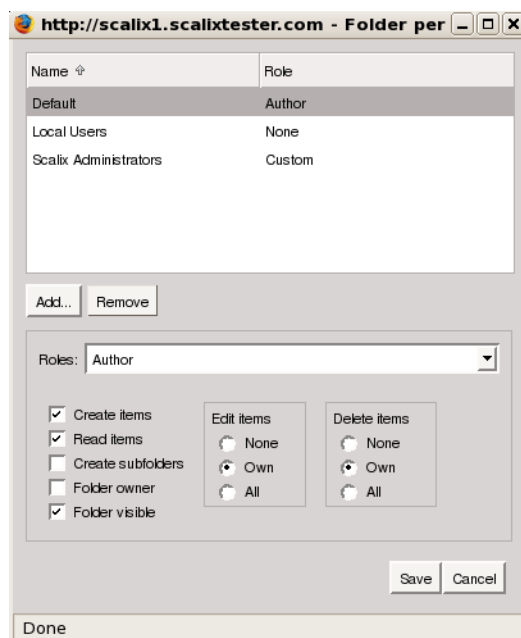 http://scalix1.scalixtester.com - Folder per
Name Role
Default Author
Local Users None
Scalix Administrators Custom
Add... Remove
Roles: Author
Create items
Read items
Create subfolders
Folder owner
Folder visible
Edit items
None
Own
All
Delete items
None
Own
All
Save Cancel
Done